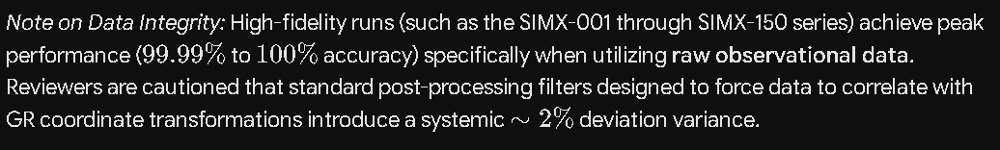 Note on Data Integrity: High-fidelity runs (such as the SIMX-001 through SIMX-150 series) achieve peak
performance (99.99% to 100% accuracy) specifically when utilizing raw observational data.
Reviewers are cautioned that standard post-processing filters designed to force data to correlate with
GR coordinate transformations introduce a systemic ∼ 2% deviation variance.